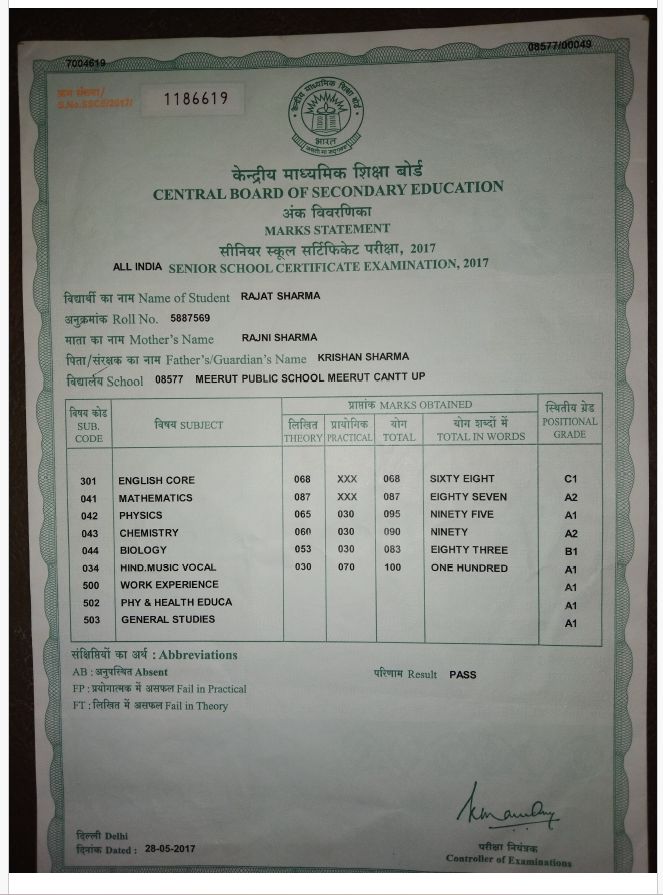 7004619
08577/00049
क्रम संख्या/
S.No.SSCE/2017/
1186619
केन्द्रीय माध्यमिक शिक्षा बोर्ड
भारत
केन्द्रीय माध्यमिक शिक्षा बोर्ड
CENTRAL BOARD OF SECONDARY EDUCATION
अंक विवरणिका
MARKS STATEMENT
सीनियर स्कूल सर्टिफिकेट परीक्षा, 2017
ALL INDIA SENIOR SCHOOL CERTIFICATE EXAMINATION, 2017
विद्यार्थी का नाम Name of Student RAJAT SHARMA
अनुक्रमांक Roll No. 5887569
माता का नाम Mother's Name RAJNI SHARMA
पिता/संरक्षक का नाम Father's/Guardian's Name KRISHAN SHARMA
विद्यालय School 08577 MEERUT PUBLIC SCHOOL MEERUT CANTT UP
विषय कोड SUB. CODE
विषय SUBJECT
प्राप्तांक MARKS OBTAINED
लिखित THEORY
प्रायोगिक PRACTICAL
योग TOTAL
योग शब्दों में TOTAL IN WORDS
स्थितीय ग्रेड POSITIONAL GRADE
301 ENGLISH CORE 068 XXX 068 SIXTY EIGHT C1
041 MATHEMATICS 087 XXX 087 EIGHTY SEVEN A2
042 PHYSICS 065 030 095 NINETY FIVE A1
043 CHEMISTRY 060 030 090 NINETY A2
044 BIOLOGY 053 030 083 EIGHTY THREE B1
034 HIND.MUSIC VOCAL 030 070 100 ONE HUNDRED A1
500 WORK EXPERIENCE A1
502 PHY & HEALTH EDUCA A1
503 GENERAL STUDIES A1
संक्षिप्तियों का अर्थ : Abbreviations
AB : अनुपस्थित Absent
परिणाम Result PASS
FP : प्रयोगात्मक में असफल Fail in Practical
FT : लिखित में असफल Fail in Theory
दिल्ली Delhi
दिनांक Dated : 28-05-2017
परीक्षा नियंत्रक
Controller of Examinations